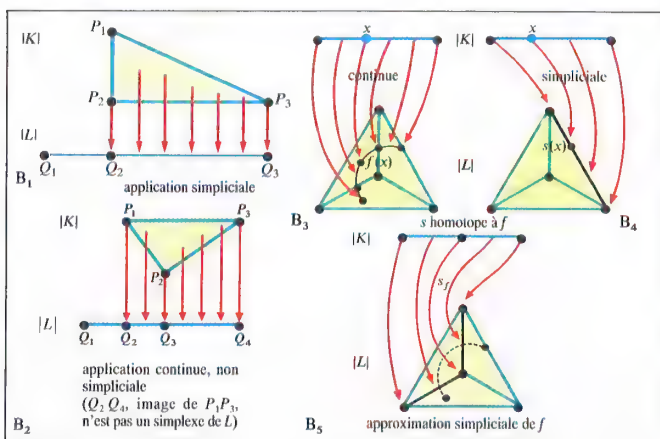 |K|
P₁
P₂
P₃
|L|
Q₁
Q₂
Q₃
B₁
application simpliciale
|K|
P₁
P₃
P₂
|L|
Q₁
Q₂
Q₃
Q₄
application continue, non
simpliciale
(Q₂ Q₄, image de P₁P₃,
n'est pas un simplexe de L)
B₂
x
continue
f(x)
B₃
|K|
x
simpliciale
s(x)
|L|
B₄
s homotope à f
|K|
s_f
|L|
B₅
approximation simpliciale de f